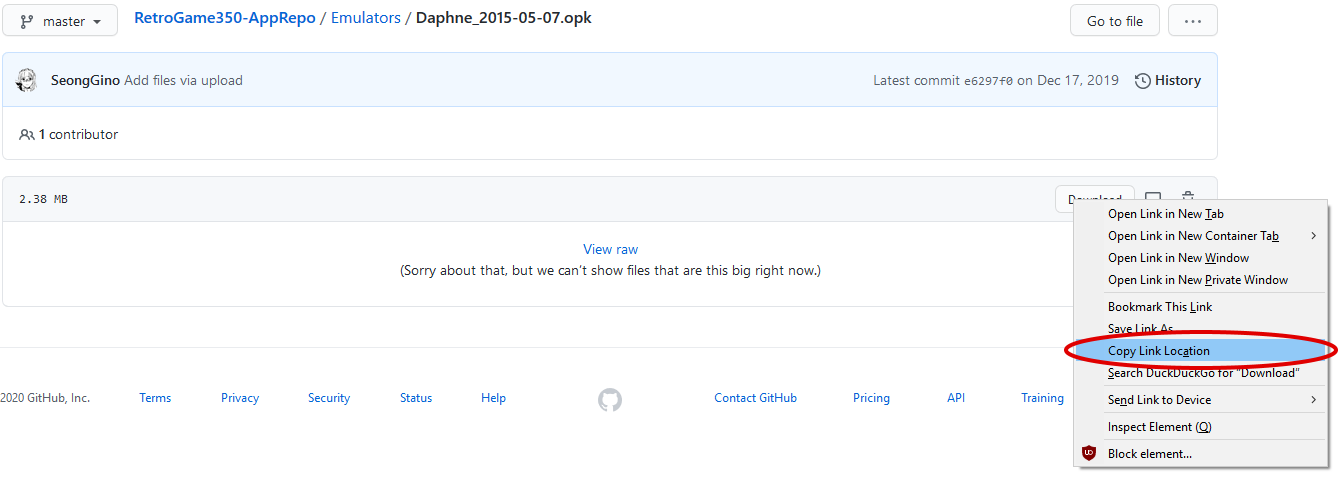 master
RetroGame350-AppRepo / Emulators / Daphne_2015-05-07.opk
Go to file
...
SeongGino Add files via upload
Latest commit e6297f0 on Dec 17, 2019
History
1 contributor
2.38 MB
Download
View raw
(Sorry about that, but we can't show files that are this big right now.)
Open Link in New Tab
Open Link in New Container Tab
Open Link in New Window
Open Link in New Private Window
Bookmark This Link
Save Link As
Copy Link Location
Search DuckDuckGo for "Download"
Send Link to Device
Inspect Element (Q)
Block element...
2020 GitHub, Inc.
Terms
Privacy
Security
Status
Help
Contact GitHub
Pricing
API
Training